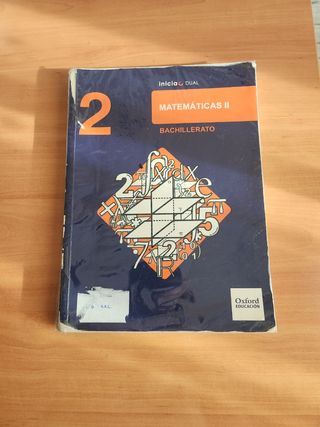 inicia DUAL
2
MATEMÁTICAS II
BACHILLERATO
Oxford
EDUCACIÓN